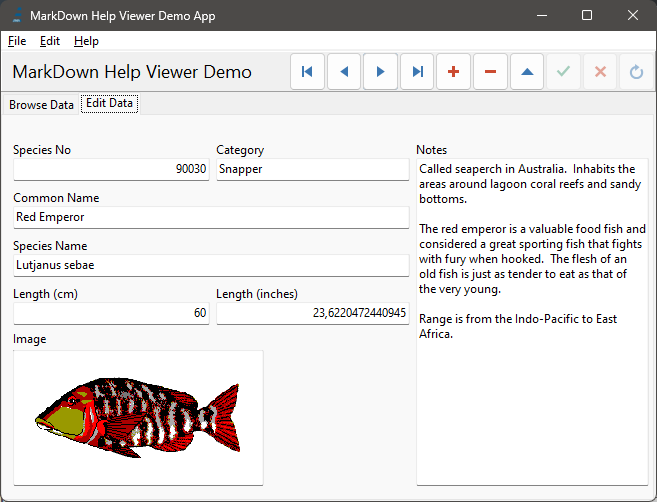 MarkDown Help Viewer Demo App
File Edit Help
MarkDown Help Viewer Demo
Browse Data Edit Data
Species No Category Notes
90030 Snapper
Common Name
Red Emperor
Species Name
Lutjanus sebae
Length (cm) Length (inches)
60 23,6220472440945
Image
Called seaperch in Australia. Inhabits the
areas around lagoon coral reefs and sandy
bottoms.
The red emperor is a valuable food fish and
considered a great sporting fish that fights
with fury when hooked. The flesh of an
old fish is just as tender to eat as that of
the very young.
Range is from the Indo-Pacific to East
Africa.